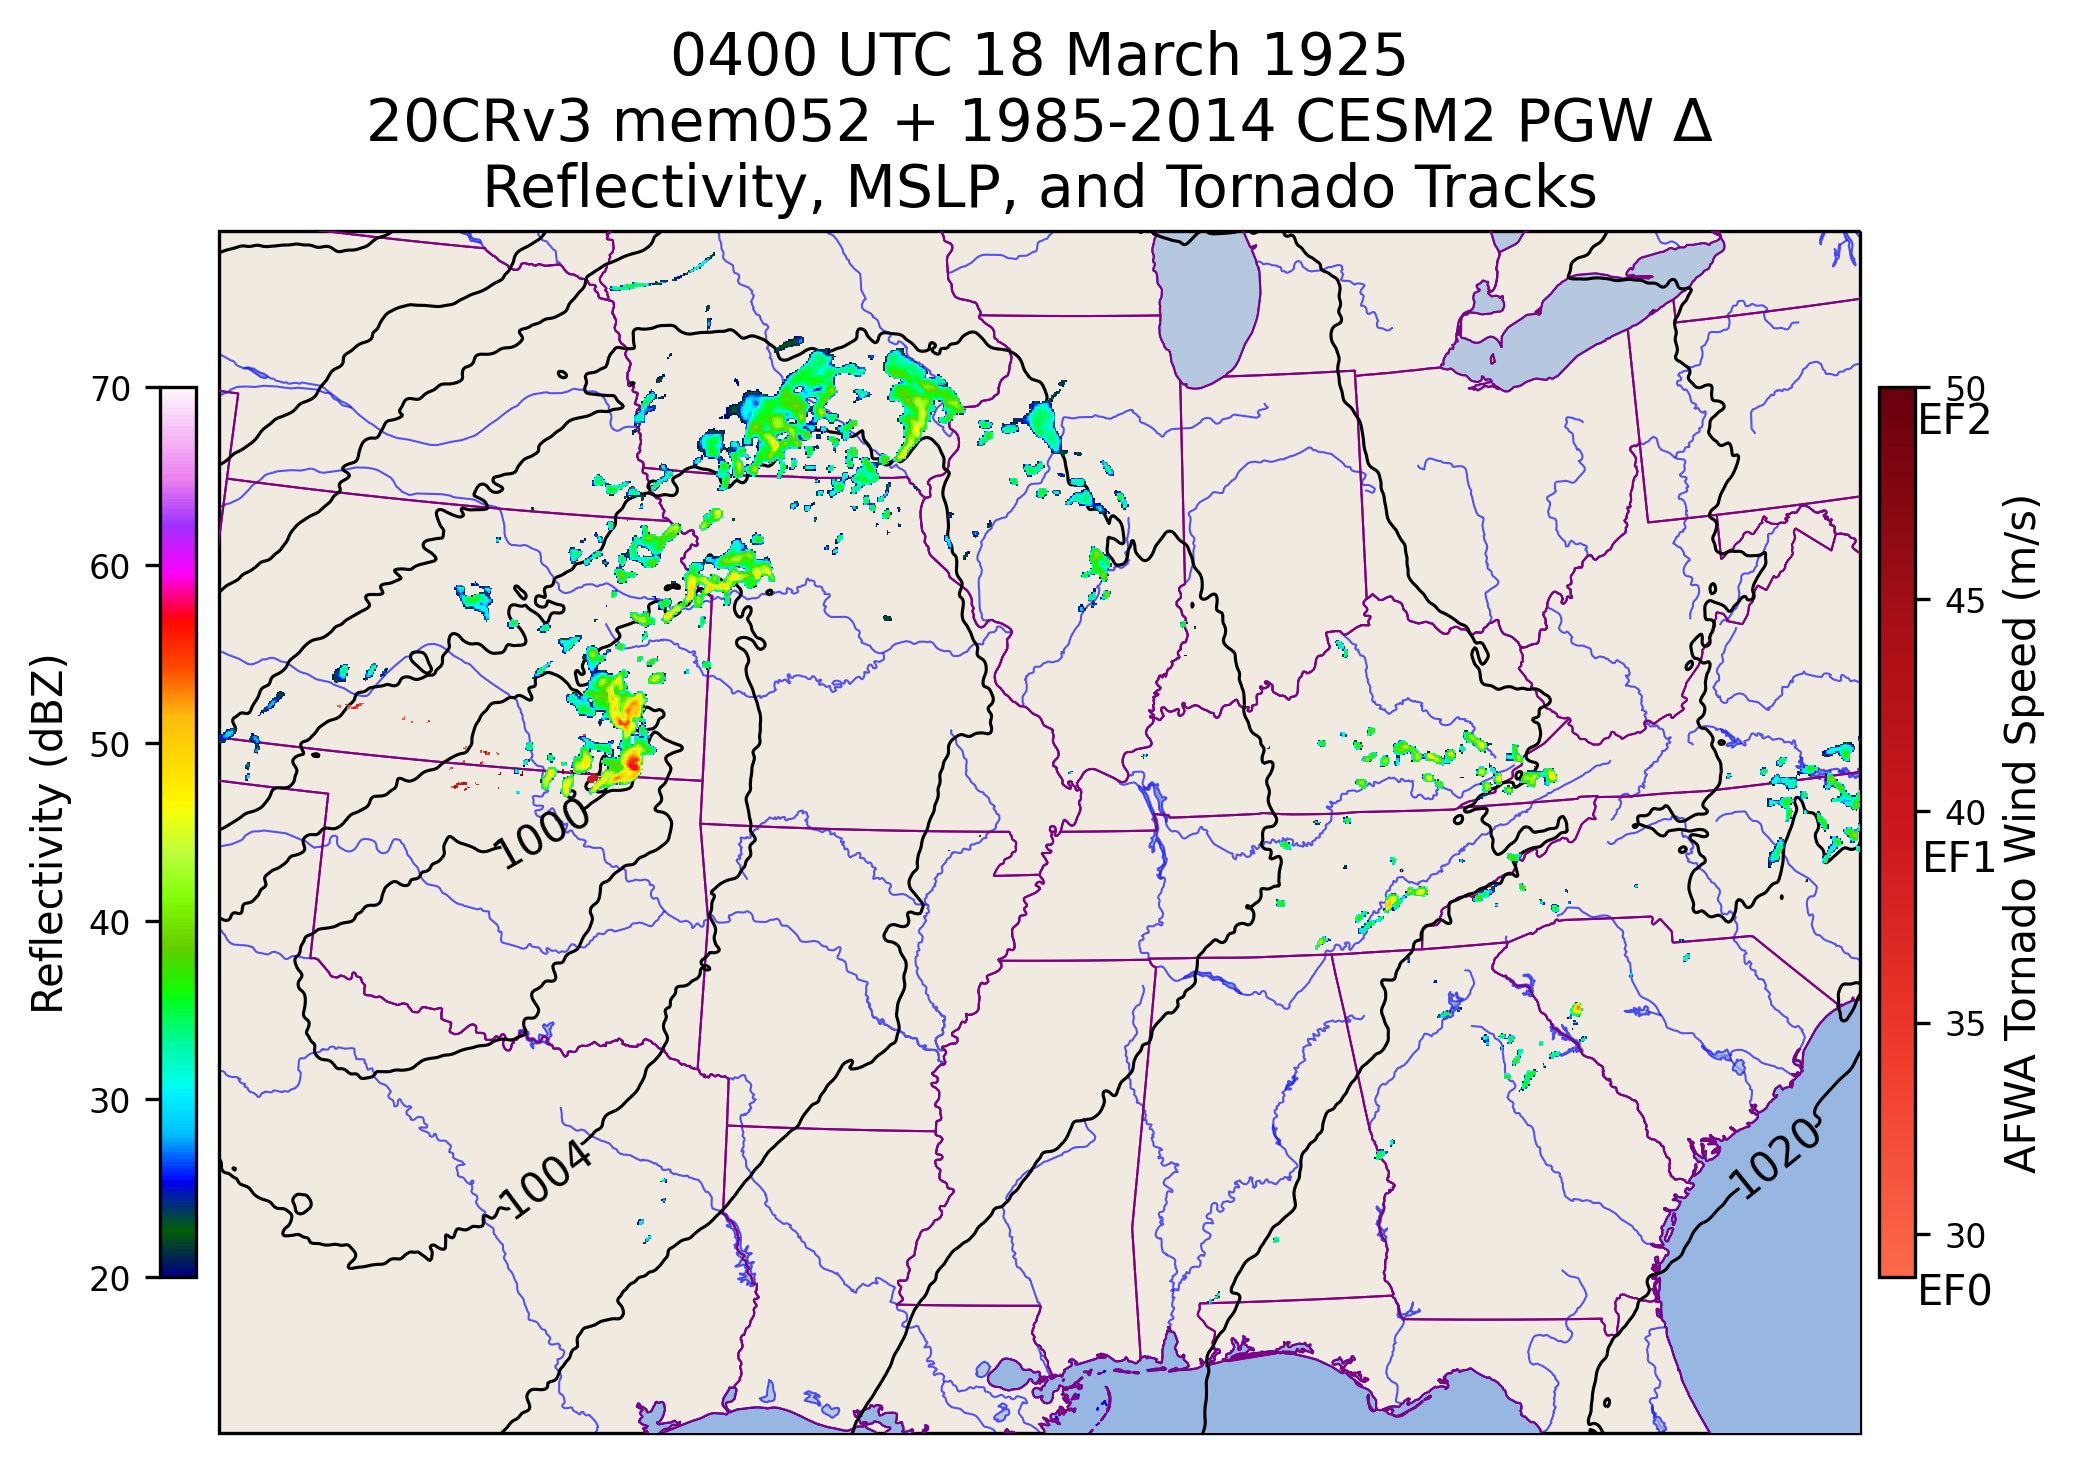 0400 UTC 18 March 1925
20CRv3 mem052 + 1985-2014 CESM2 PGW Δ
Reflectivity, MSLP, and Tornado Tracks
70
60
50
40
30
20
Reflectivity (dBZ)
1000
1004
1020
50
EF2
45
40
EF1
35
30
EF0
AFWA Tornado Wind Speed (m/s)